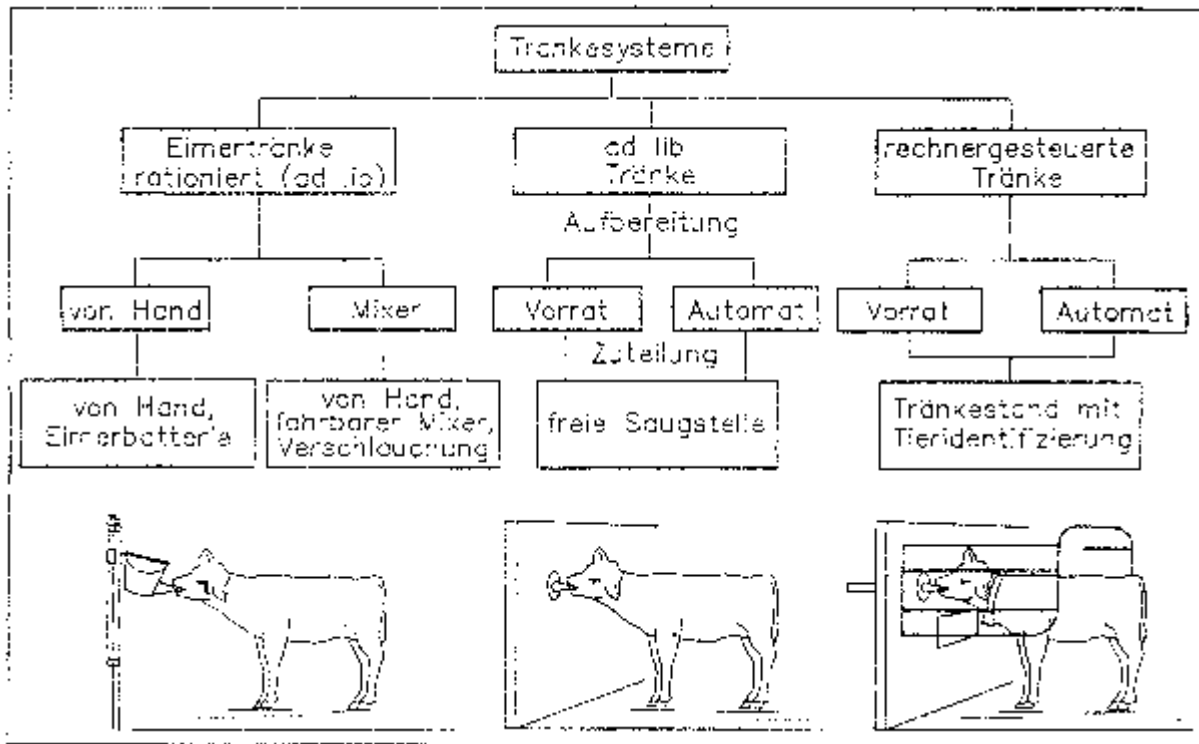 Tränkesysteme
Eimertränke
rationiert (ad lib)
ad lib
Tränke
rechnergesteuerte
Tränke
Aufbereitung
von Hand
Mixer
Vorrat
Automat
Vorrat
Automat
Zuteilung
von Hand,
Eimerbatterie
von Hand,
fahrbarer Mixer,
Verschlauchung
freie Saugstelle
Tränkestand mit
Tieridentifizierung